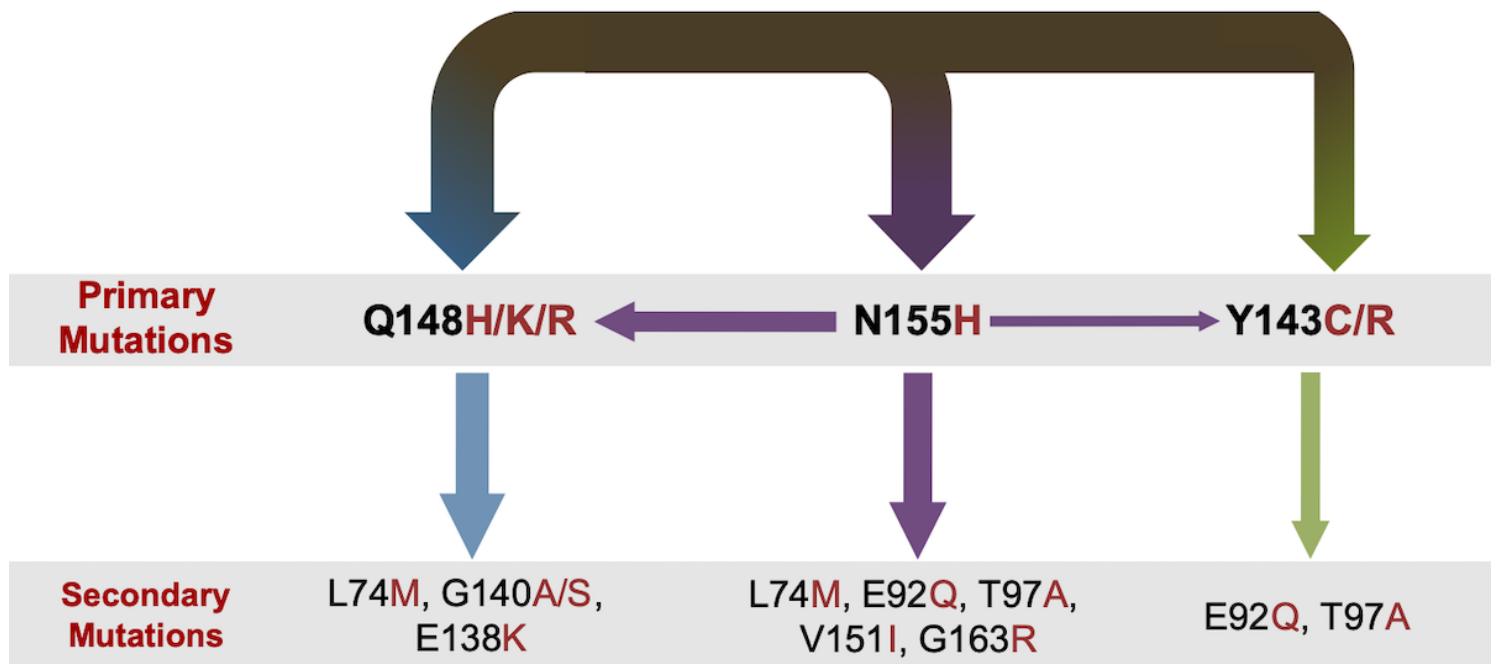 Primary
Mutations
Q148H/K/R
N155H
Y143C/R
Secondary
Mutations
L74M, G140A/S,
E138K
L74M, E92Q, T97A,
V151I, G163R
E92Q, T97A